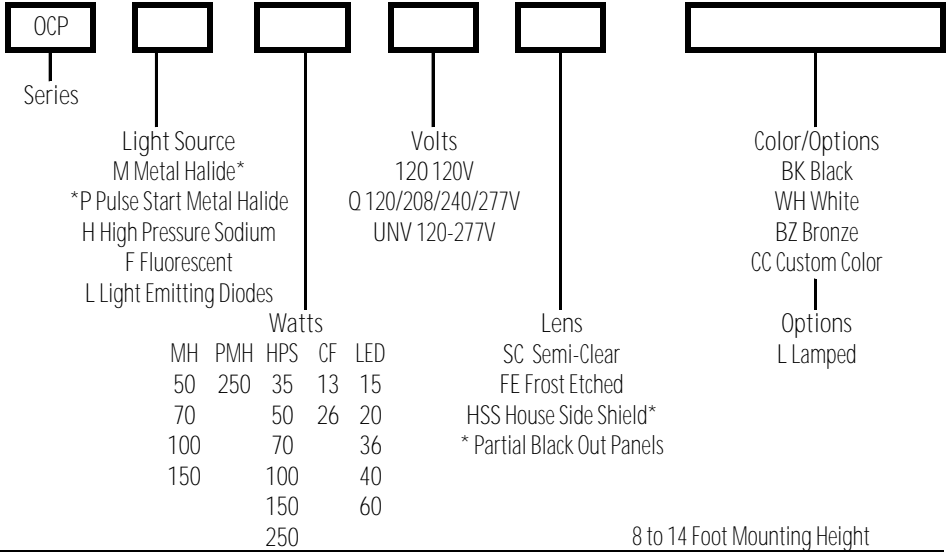 OCP
Series
Light Source
M Metal Halide*
*P Pulse Start Metal Halide
H High Pressure Sodium
F Fluorescent
L Light Emitting Diodes
Volts
120 120V
Q 120/208/240/277V
UNV 120-277V
Color/Options
BK Black
WH White
BZ Bronze
CC Custom Color
Watts
MH PMH HPS CF LED
50 250 35 13 15
70 50 26 20
100 70 36
150 100 40
150 60
250
Lens
SC Semi-Clear
FE Frost Etched
HSS House Side Shield*
* Partial Black Out Panels
Options
L Lamped
8 to 14 Foot Mounting Height